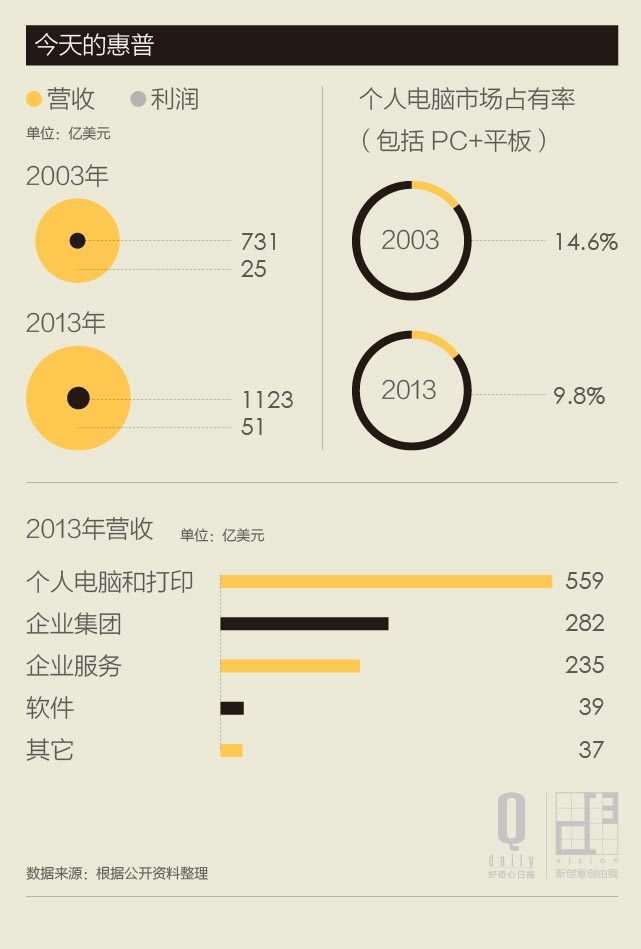 今天的惠普
营收 利润
单位：亿美元
2003年
731
25
2013年
1123
51
个人电脑市场占有率
（包括 PC+平板）
2003
14.6%
2013
9.8%
2013年营收 单位：亿美元
个人电脑和打印 559
企业集团 282
企业服务 235
软件 39
其它 37
Q
daily
好奇心日报
vision
新创意创由我
数据来源：根据公开资料整理